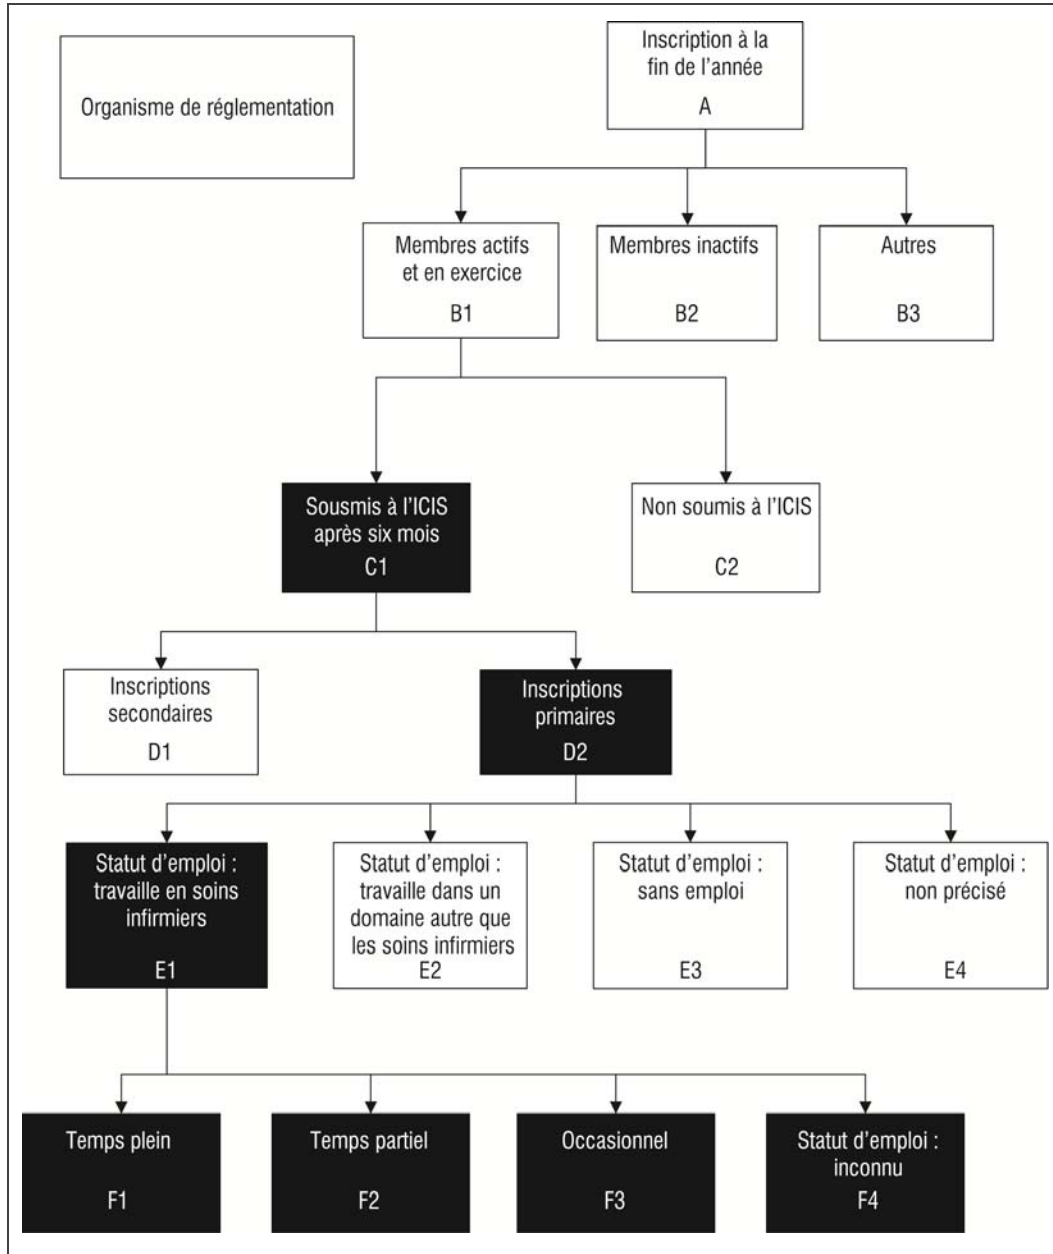 Organisme de réglementation
Inscription à la
fin de l'année
A
Membres actifs
et en exercice
B1
Membres inactifs
B2
Autres
B3
Sousmis à l'ICIS
après six mois
C1
Non soumis à l'ICIS
C2
Inscriptions
secondaires
D1
Inscriptions
primaires
D2
Statut d'emploi :
travaille en soins
infirmiers
E1
Statut d'emploi :
travaille dans un
domaine autre que
les soins infirmiers
E2
Statut d'emploi :
sans emploi
E3
Statut d'emploi :
non précisé
E4
Temps plein
F1
Temps partiel
F2
Occasionnel
F3
Statut d'emploi :
inconnu
F4